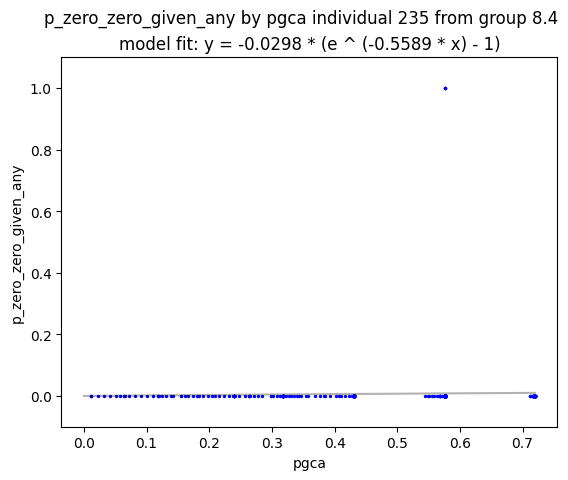 p_zero_zero_given_any by pgca individual 235 from group 8.4
model fit: y = -0.0298 * (e ^ (-0.5589 * x) - 1)
1.0
0.8
0.6
0.4
0.2
0.0
p_zero_zero_given_any
0.0 0.1 0.2 0.3 0.4 0.5 0.6 0.7
pgca